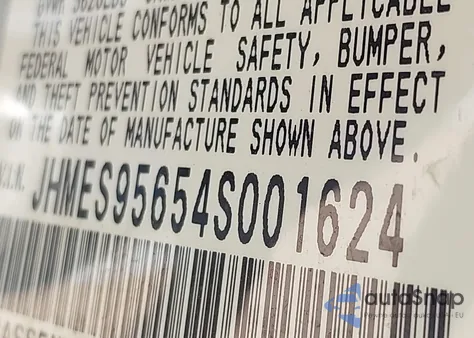 THIS VEHICLE CONFORMS TO ALL APPLICABLE
FEDERAL MOTOR VEHICLE SAFETY, BUMPER,
AND THEFT PREVENTION STANDARDS IN EFFECT
ON THE DATE OF MANUFACTURE SHOWN ABOVE.
V.I.N. JHMES95654S001624
autoSnap